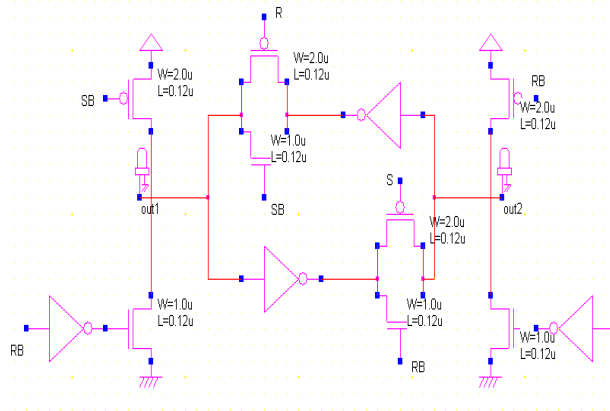 R
W=2.0u
L=0.12u
SB
W=2.0u
L=0.12u
RB
W=2.0u
L=0.12u
W=1.0u
L=0.12u
S
SB
out1
out2
W=2.0u
L=0.12u
W=1.0u
L=0.12u
W=1.0u
L=0.12u
W=1.0u
L=0.12u
RB
RB